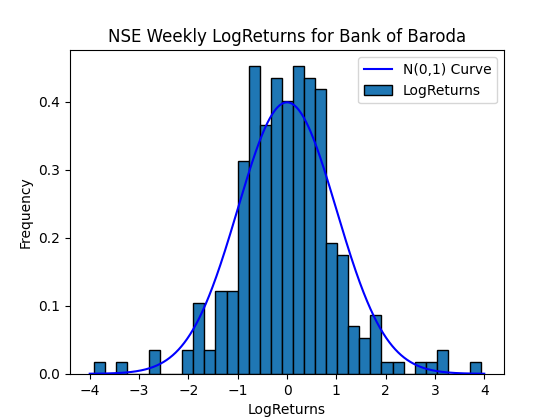 NSE Weekly LogReturns for Bank of Baroda
N(0,1) Curve
LogReturns
Frequency
0.4
0.3
0.2
0.1
0.0
−4 −3 −2 −1 0 1 2 3 4
LogReturns